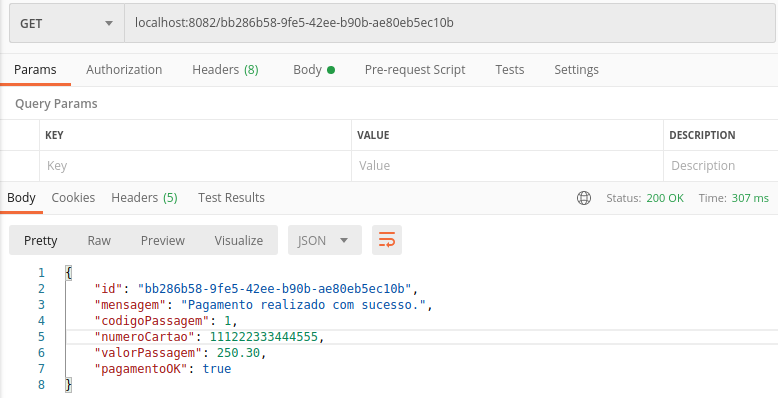 GET localhost:8082/bb286b58-9fe5-42ee-b90b-ae80eb5ec10b
Params Authorization Headers (8) Body Pre-request Script Tests Settings
Query Params
KEY VALUE DESCRIPTION
Key Value Description
Body Cookies Headers (5) Test Results Status: 200 OK Time: 307 ms
Pretty Raw Preview Visualize JSON
1 {
2 "id": "bb286b58-9fe5-42ee-b90b-ae80eb5ec10b",
3 "mensagem": "Pagamento realizado com sucesso.",
4 "codigoPassagem": 1,
5 "numeroCartao": 111222333444555,
6 "valorPassagem": 250.30,
7 "pagamentoOK": true
8 }